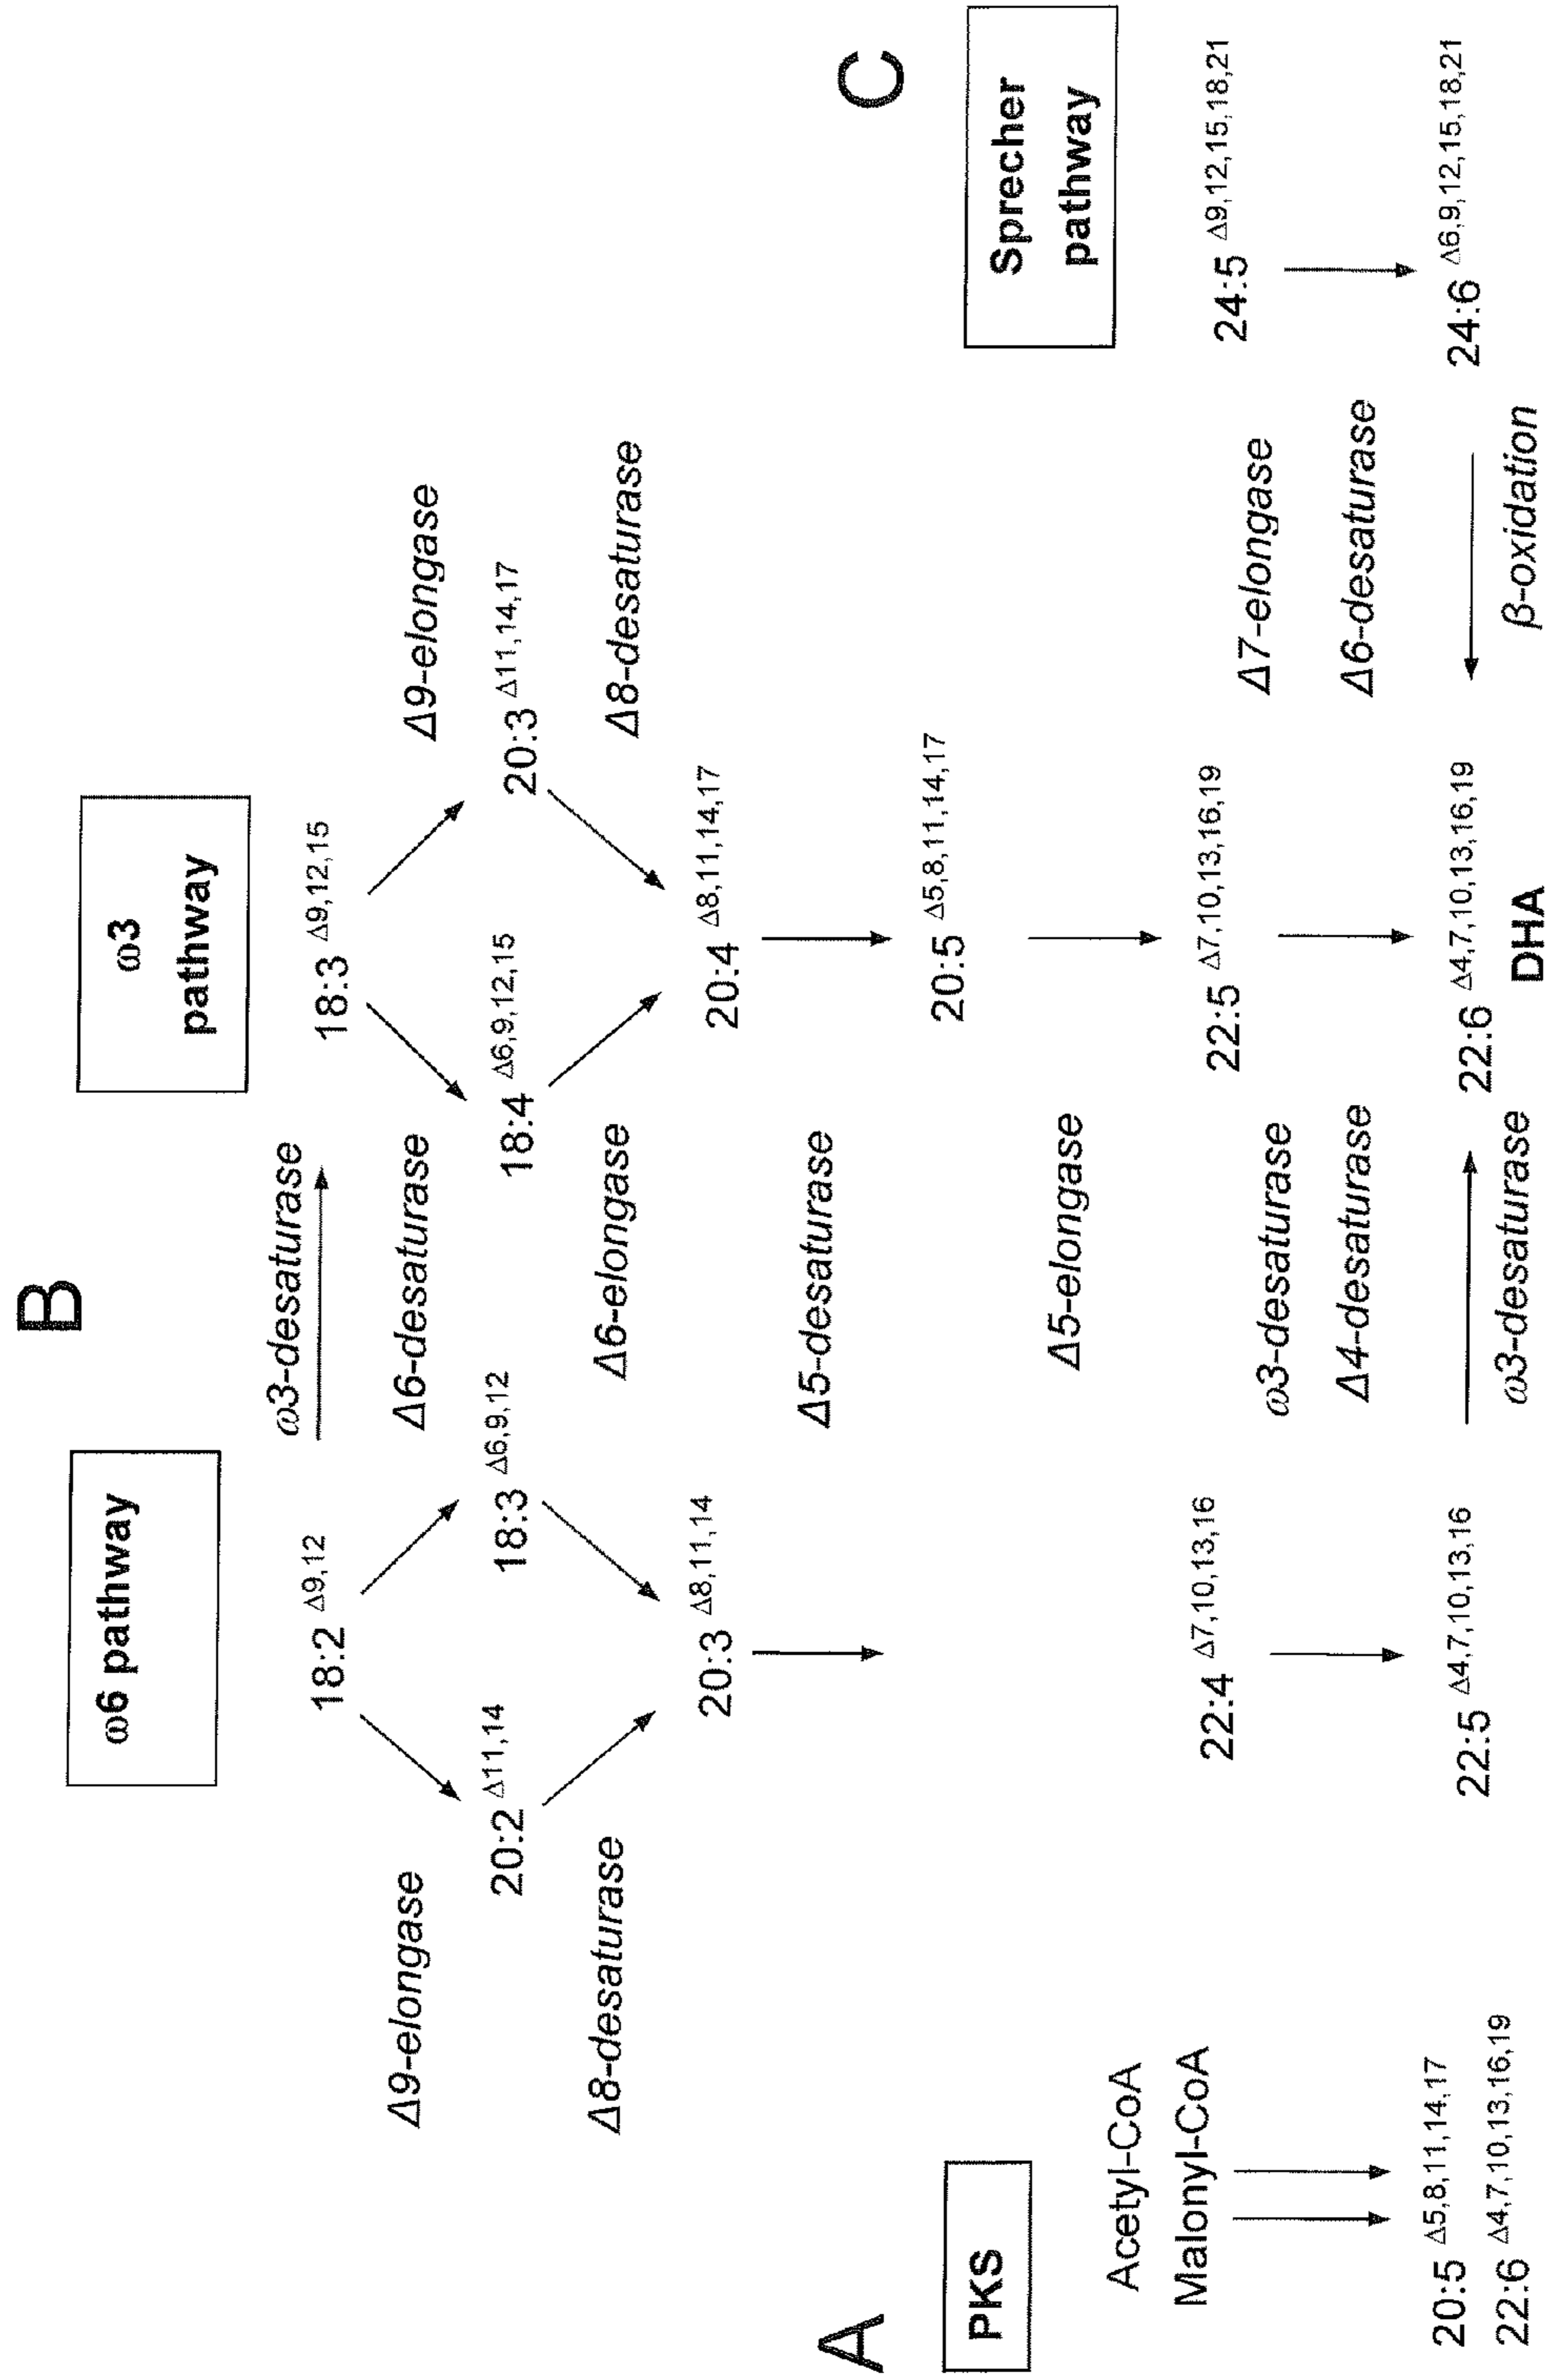 A
PKS
Acetyl-CoA
Malonyl-CoA
20:5 Δ5,8,11,14,17
22:6 Δ4,7,10,13,16,19
B
ω6 pathway
ω3
pathway
18:2 Δ9,12
ω3-desaturase
18:3 Δ9,12,15
Δ9-elongase
Δ6-desaturase
Δ9-elongase
20:2 Δ11,14
18:3 Δ6,9,12
18:4 Δ6,9,12,15
20:3 Δ11,14,17
Δ8-desaturase
Δ6-elongase
Δ8-desaturase
20:3 Δ8,11,14
20:4 Δ8,11,14,17
Δ5-desaturase
20:5 Δ5,8,11,14,17
Δ5-elongase
22:4 Δ7,10,13,16
22:5 Δ7,10,13,16,19
ω3-desaturase
Δ4-desaturase
22:5 Δ4,7,10,13,16
22:6 Δ4,7,10,13,16,19
ω3-desaturase
DHA
C
Sprecher
pathway
24:5 Δ9,12,15,18,21
Δ7-elongase
Δ6-desaturase
24:6 Δ6,9,12,15,18,21
β-oxidation